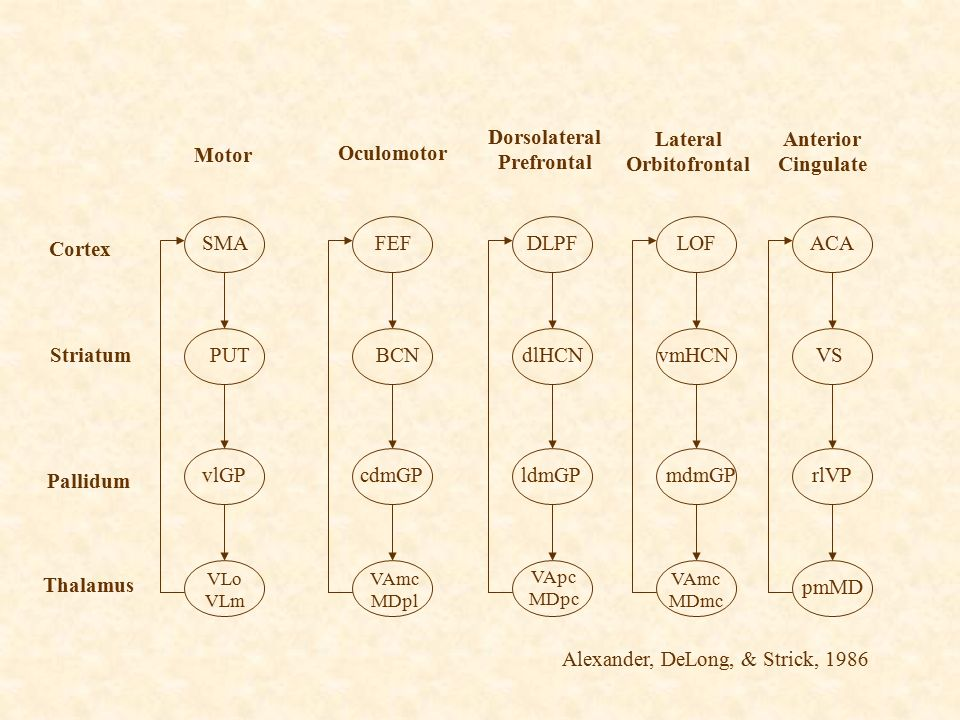 Motor
Oculomotor
Dorsolateral
Prefrontal
Lateral
Orbitofrontal
Anterior
Cingulate
Cortex
SMA
FEF
DLPF
LOF
ACA
Striatum
PUT
BCN
dlHCN
vmHCN
VS
Pallidum
vlGP
cdmGP
ldmGP
mdmGP
rlVP
Thalamus
VLo
VLm
VAmc
MDpl
VApc
MDpc
VAmc
MDmc
pmMD
Alexander, DeLong, & Strick, 1986